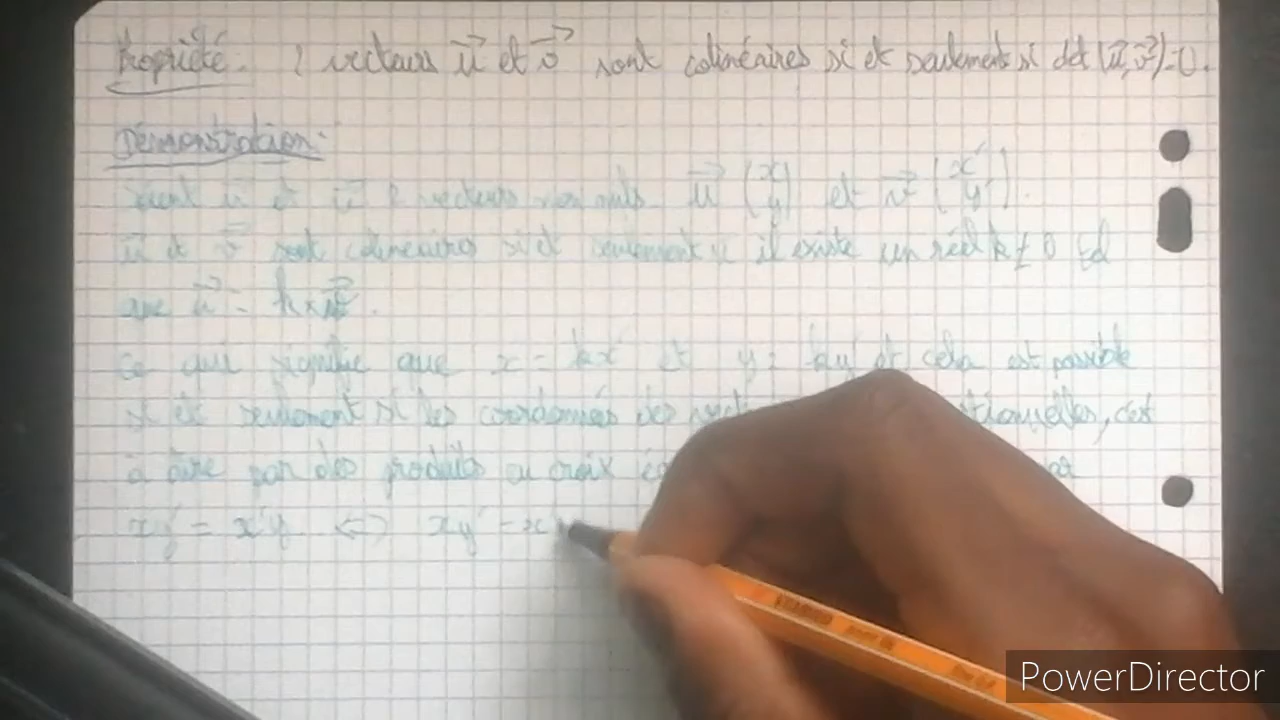 Propriété. 2 vecteurs u⃗ et v⃗ sont colinéaires si et seulement si det (u⃗,v⃗)=0.
Démonstration:
Soient u⃗ et v⃗ 2 vecteurs non nuls u⃗ (x y) et v⃗ (x' y').
u⃗ et v⃗ sont colinéaires si et seulement si il existe un réel k ≠ 0 tel
que u⃗ = k × v⃗.
Ce qui signifie que x = kx' et y = ky' et cela est possible
si et seulement si les coordonnées des
à dire par des produits en croix
xy' = x'y <=> xy' - x'
PowerDirector